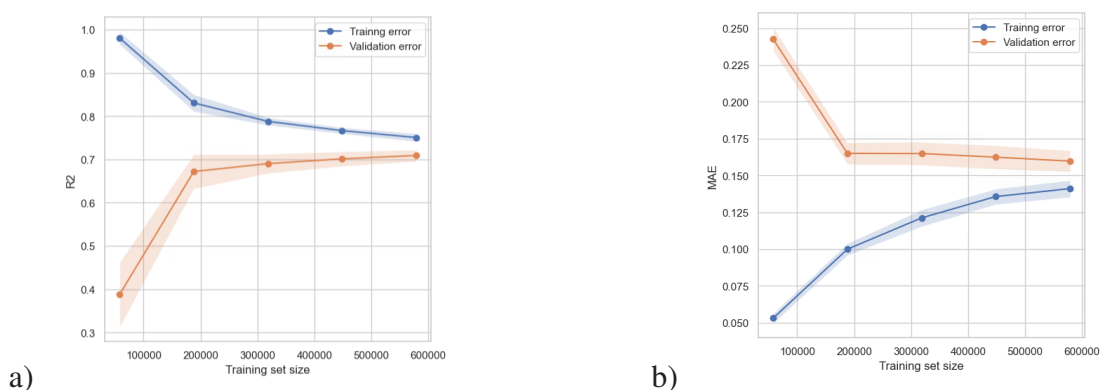 1.0
0.9
0.8
0.7
0.6
0.5
0.4
0.3
R2
100000 200000 300000 400000 500000 600000
Training set size
Trainng error
Validation error
a)
0.250
0.225
0.200
0.175
0.150
0.125
0.100
0.075
0.050
MAE
100000 200000 300000 400000 500000 600000
Training set size
Trainng error
Validation error
b)